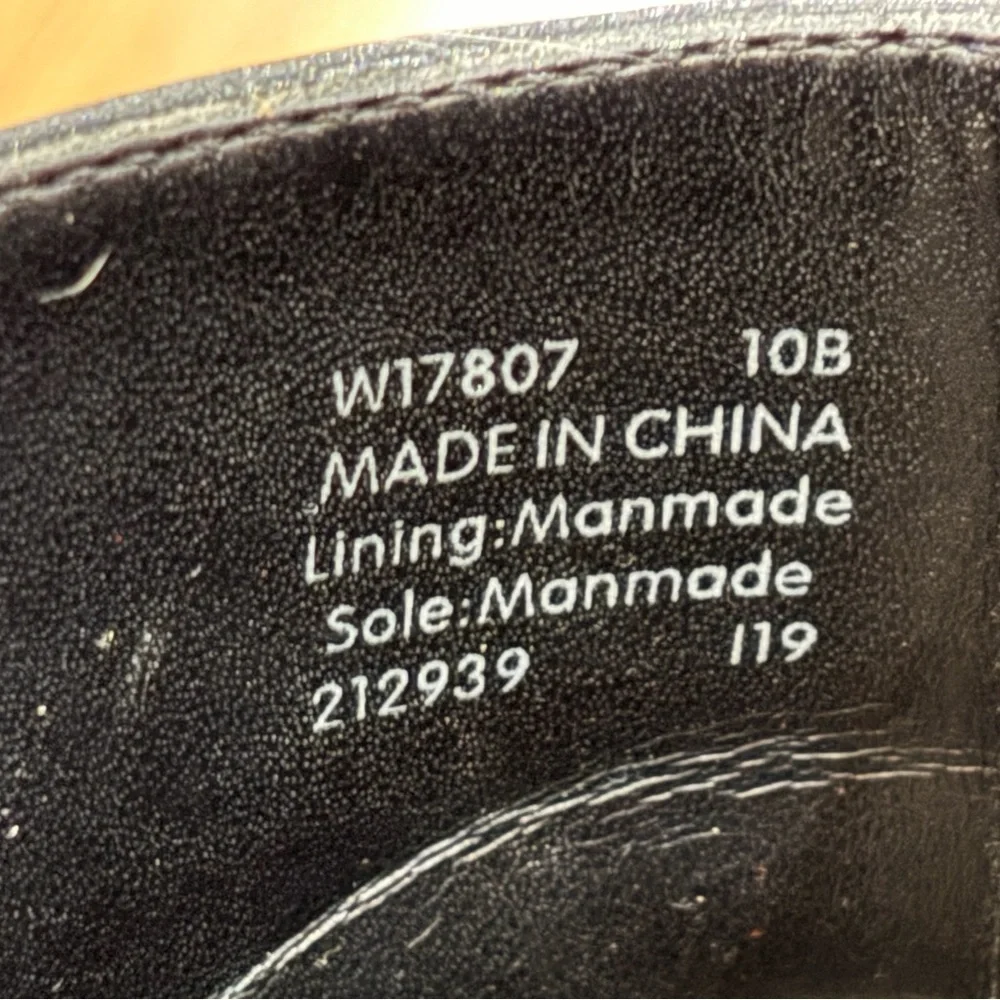 W17807 10B
MADE IN CHINA
Lining:Manmade
Sole:Manmade
212939 I19